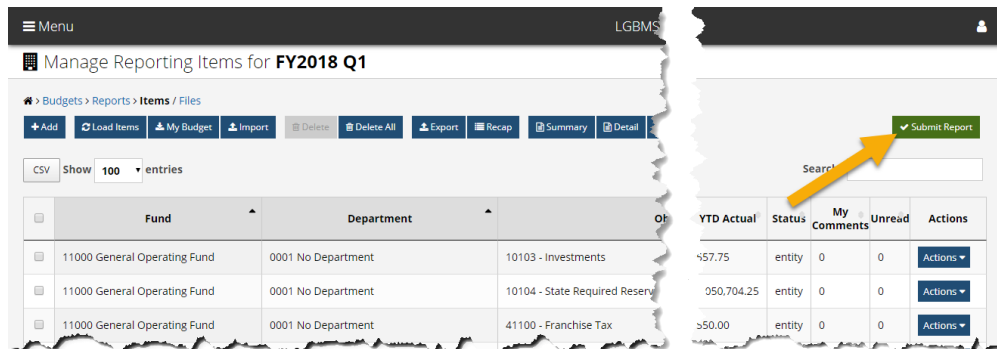 Menu LGBMS
Manage Reporting Items for FY2018 Q1
> Budgets > Reports > Items / Files
+ Add Load Items My Budget Import Delete Delete All Export Recap Summary Detail Submit Report
CSV Show 100 entries
Fund Department YTD Actual Status My Comments Unread Actions
11000 General Operating Fund 0001 No Department 10103 - Investments 557.75 entity 0 0 Actions
11000 General Operating Fund 0001 No Department 10104 - State Required Reserv 050,704.25 entity 0 0 Actions
11000 General Operating Fund 0001 No Department 41100 - Franchise Tax 550.00 entity 0 0 Actions